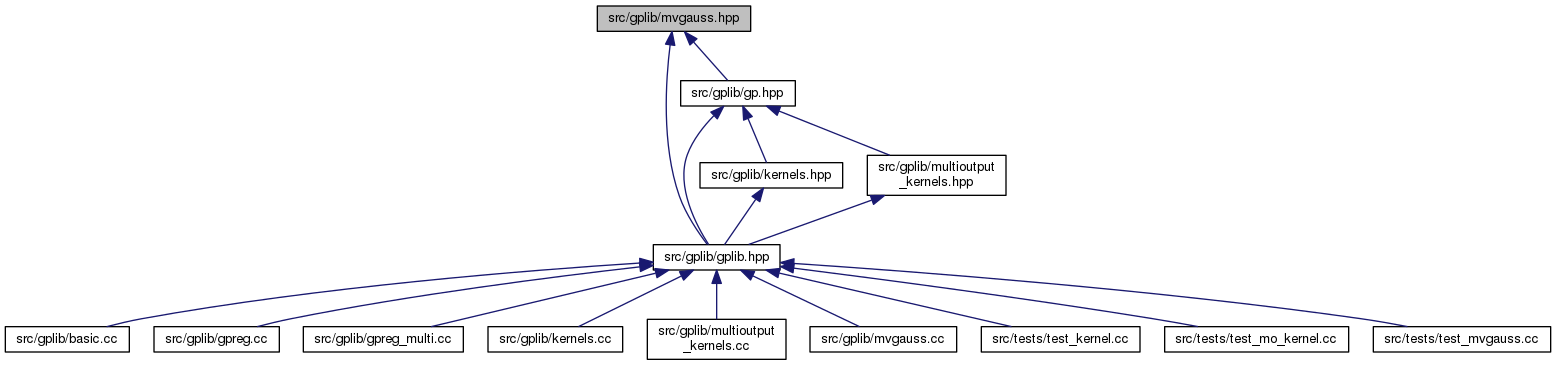 src/gplib/mvgauss.hpp
src/gplib/gp.hpp
src/gplib/kernels.hpp
src/gplib/multioutput
_kernels.hpp
src/gplib/gplib.hpp
src/gplib/basic.cc
src/gplib/gpreg.cc
src/gplib/gpreg_multi.cc
src/gplib/kernels.cc
src/gplib/multioutput
_kernels.cc
src/gplib/mvgauss.cc
src/tests/test_kernel.cc
src/tests/test_mo_kernel.cc
src/tests/test_mvgauss.cc